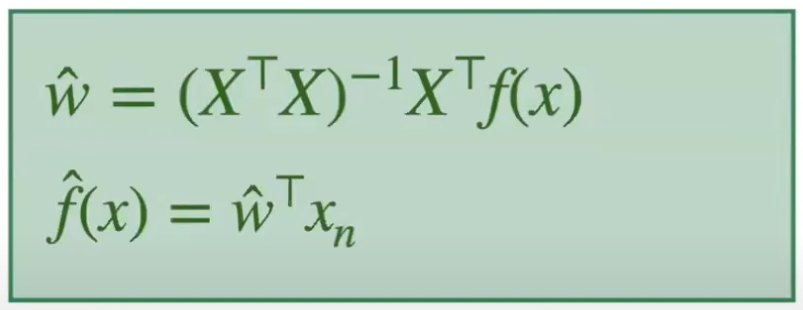 ŵ = (X⊤X)⁻¹X⊤f(x)
f̂(x) = ŵ⊤xₙ